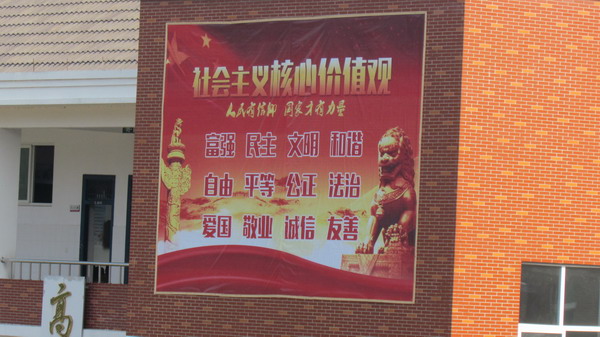 社会主义核心价值观
人民有信仰 国家才有力量
富强 民主 文明 和谐
自由 平等 公正 法治
爱国 敬业 诚信 友善
高